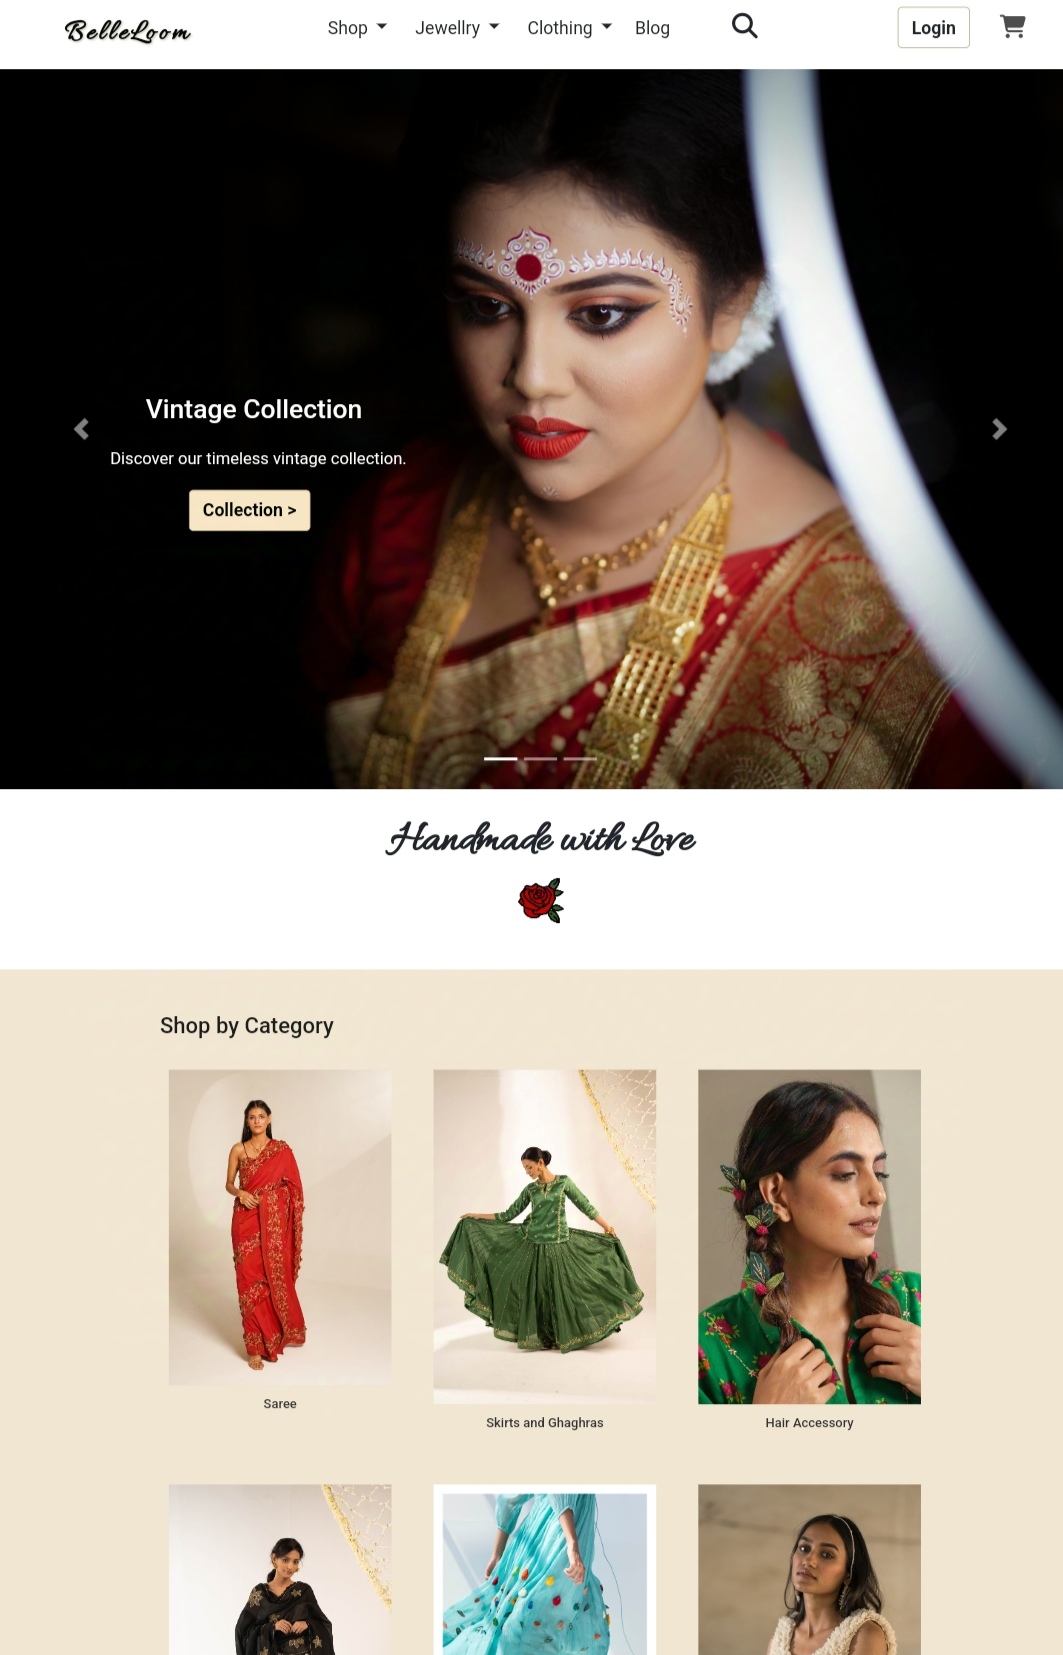 BelleLoom
Shop
Jewellry
Clothing
Blog
Login
Vintage Collection
Discover our timeless vintage collection.
Collection >
Handmade with Love
Shop by Category
Saree
Skirts and Ghaghras
Hair Accessory